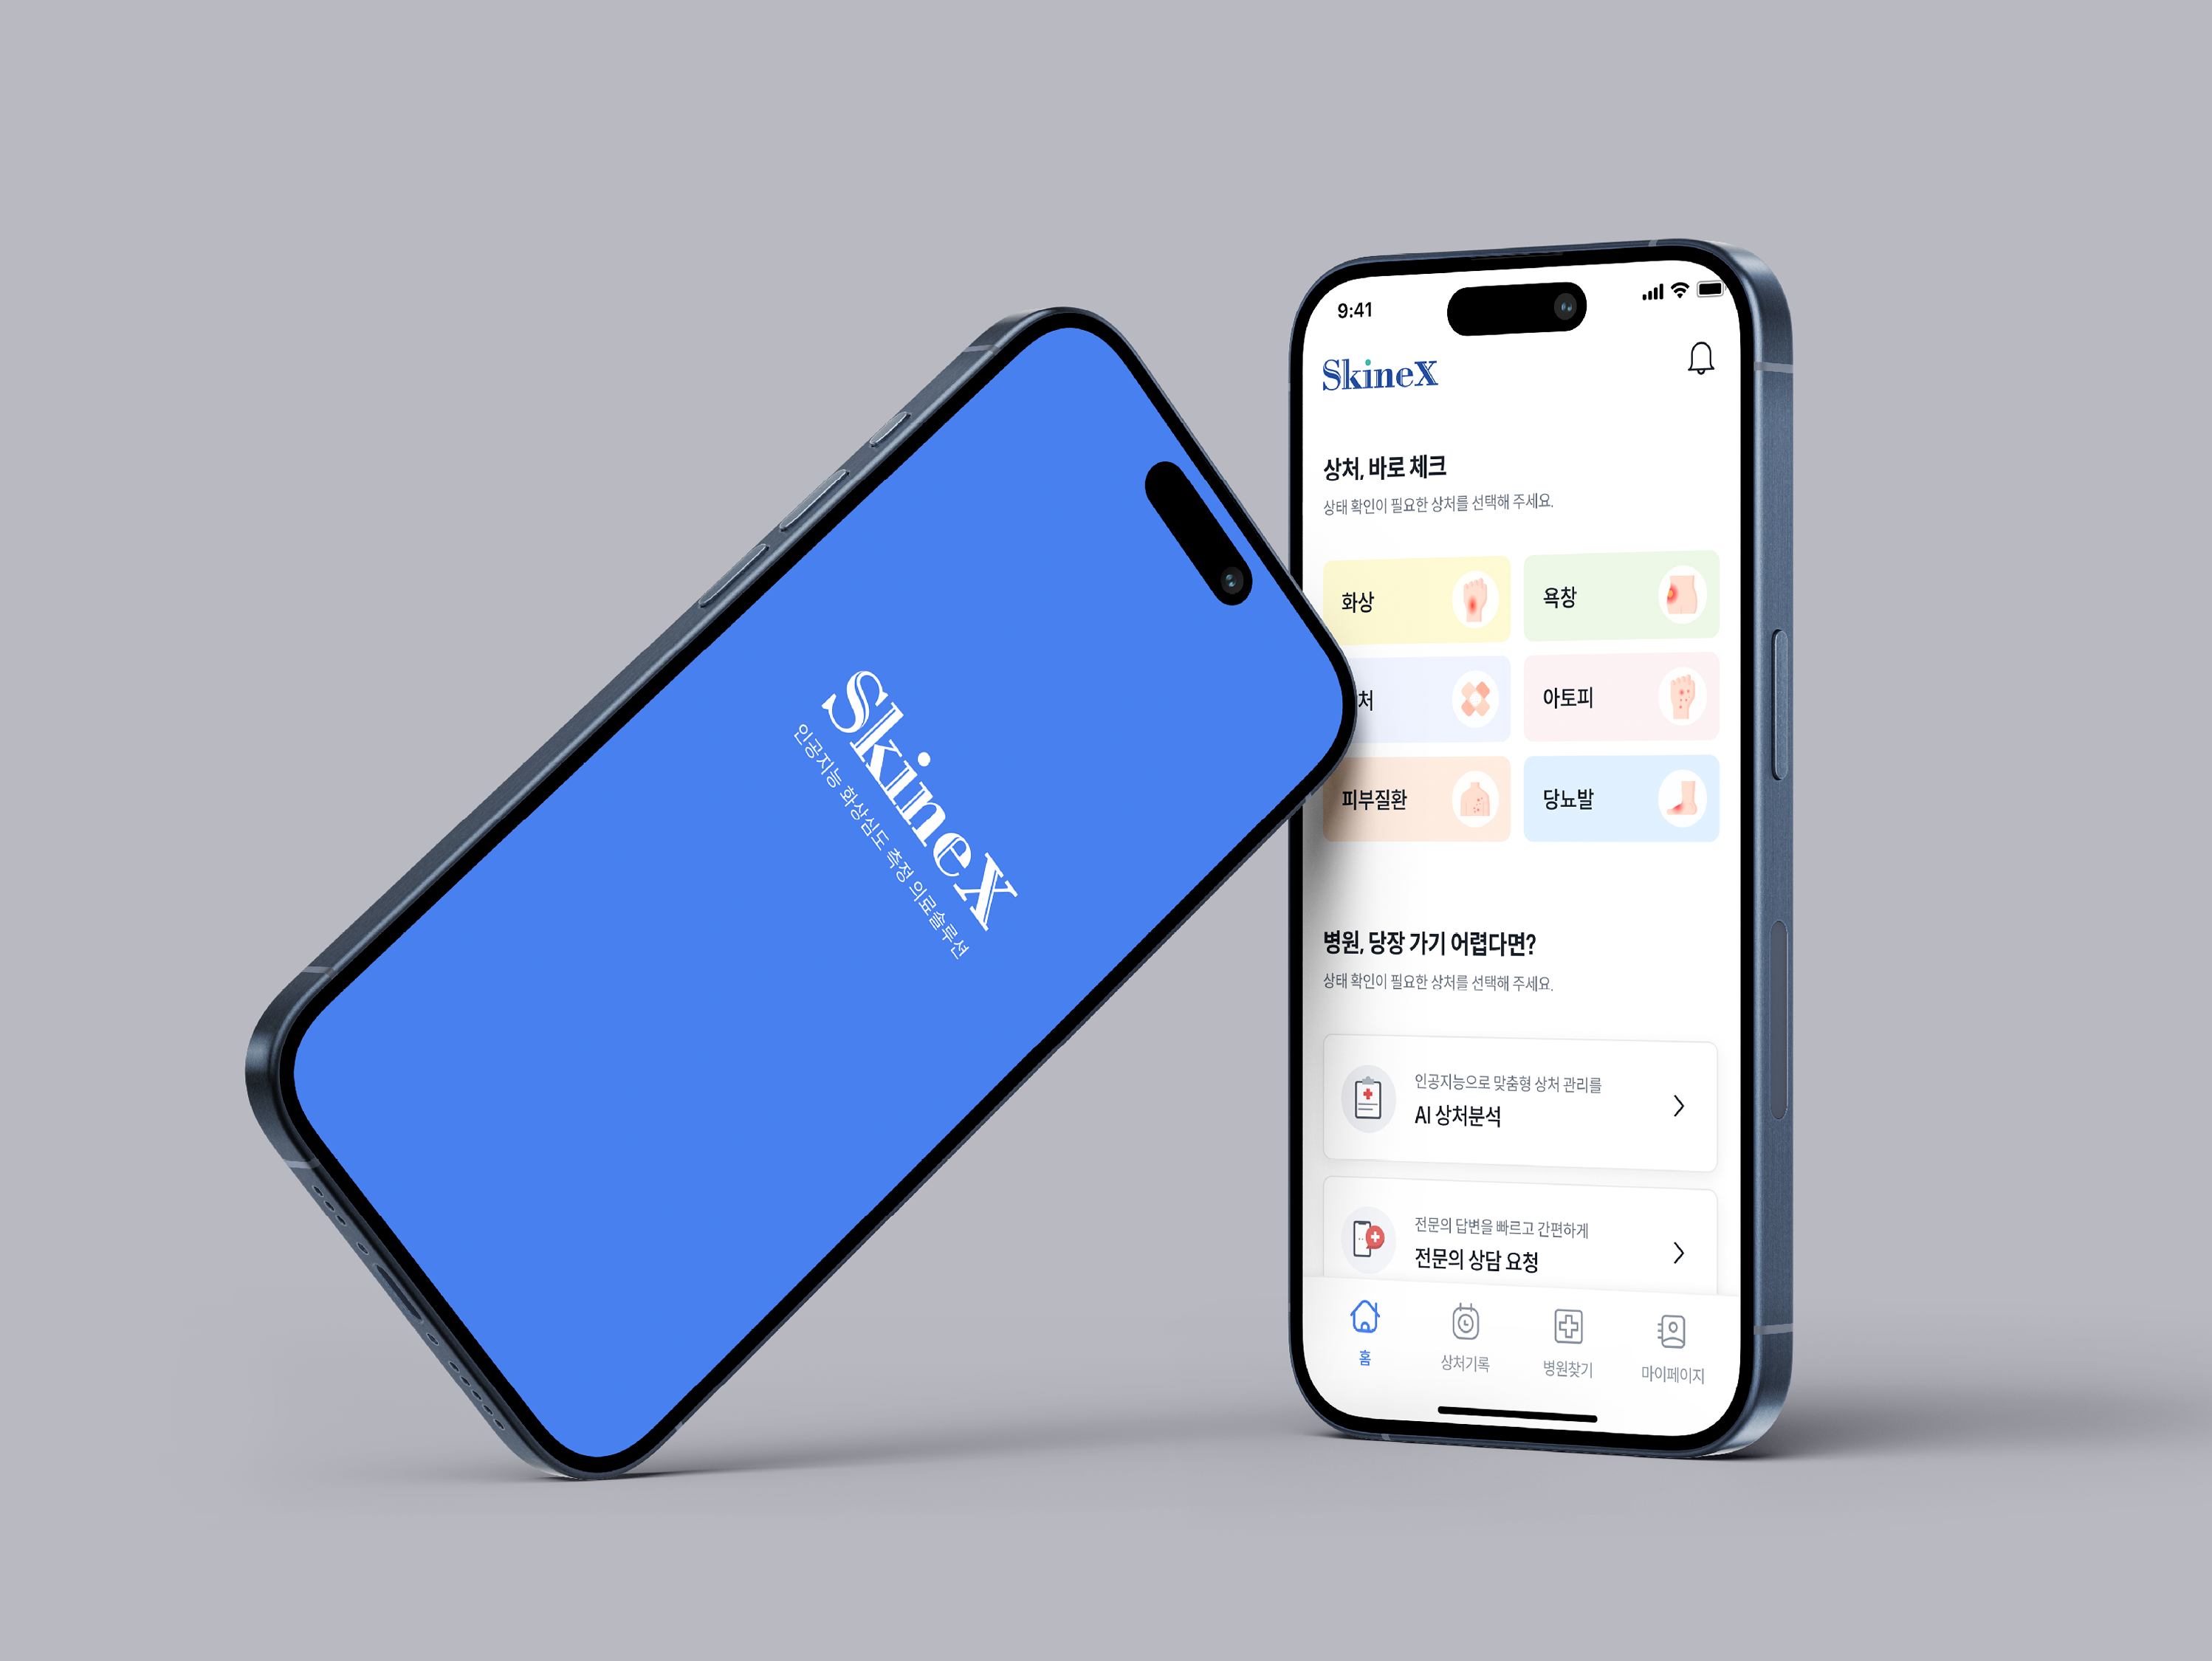 Skinex
인공지능 화상심도 측정 의료솔루션
9:41
Skinex
상처, 바로 체크
상태 확인이 필요한 상처를 선택해 주세요.
화상
욕창
처
아토피
피부질환
당뇨발
병원, 당장 가기 어렵다면?
상태 확인이 필요한 상처를 선택해 주세요.
인공지능으로 맞춤형 상처 관리를
AI 상처분석
전문의 답변을 빠르고 간편하게
전문의 상담 요청
홈
상처기록
병원찾기
마이페이지